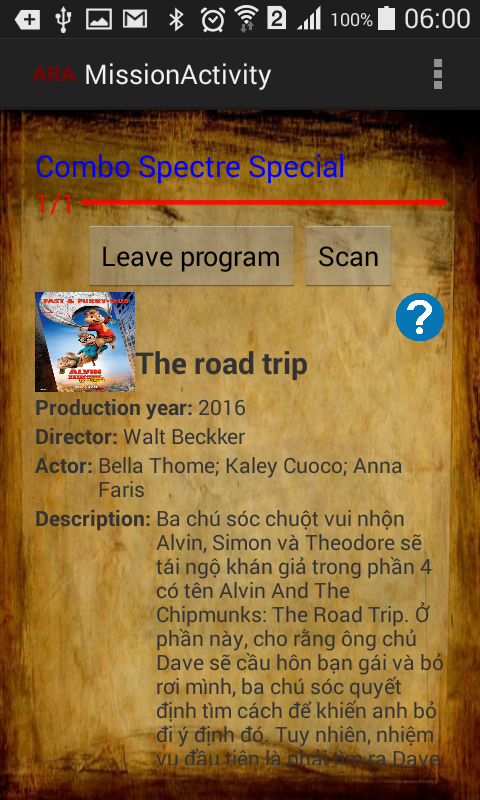 2 100% 06:00
ARA MissionActivity
Combo Spectre Special
1/1
Leave program Scan
FAST & FURRY-OUS
ALVIN
?
The road trip
Production year: 2016
Director: Walt Beckker
Actor: Bella Thome; Kaley Cuoco; Anna
Faris
Description: Ba chú sóc chuột vui nhộn
Alvin, Simon và Theodore sẽ
tái ngộ khán giả trong phần 4
có tên Alvin And The
Chipmunks: The Road Trip. Ở
phần này, cho rằng ông chủ
Dave sẽ cầu hôn bạn gái và bỏ
rơi mình, ba chú sóc quyết
định tìm cách để khiến anh bỏ
đi ý định đó. Tuy nhiên, nhiệm
vụ đầu tiên là phải tìm ra Dave